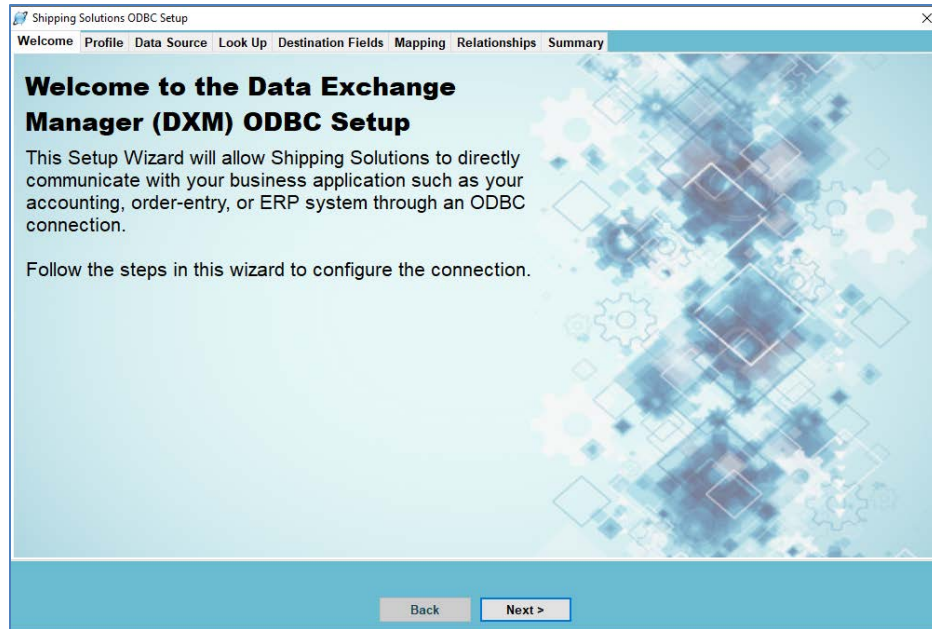 Shipping Solutions ODBC Setup
Welcome Profile Data Source Look Up Destination Fields Mapping Relationships Summary
Welcome to the Data Exchange
Manager (DXM) ODBC Setup
This Setup Wizard will allow Shipping Solutions to directly
communicate with your business application such as your
accounting, order-entry, or ERP system through an ODBC
connection.
Follow the steps in this wizard to configure the connection.
Back Next >